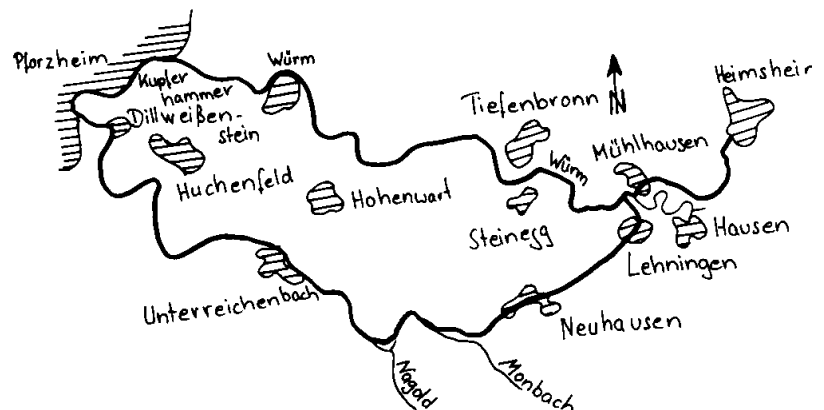 Pforzheim
Würm
Kupfer
hammer
Dillweißen-
stein
Huchenfeld
Hohenwart
Tiefenbronn
N
Heimsheim
Mühlhausen
Würm
Steinegg
Hausen
Lehningen
Unterreichenbach
Neuhausen
Nagold
Monbach